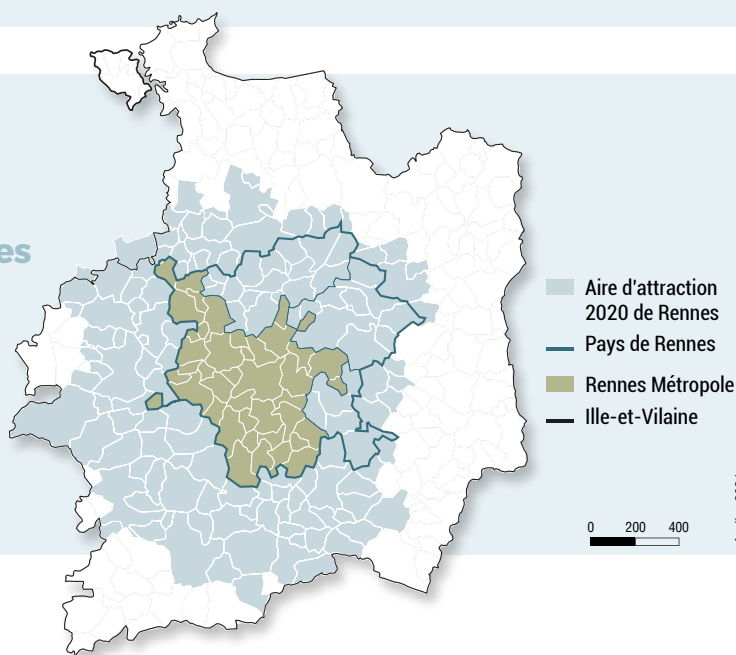 es
Aire d'attraction
2020 de Rennes
Pays de Rennes
Rennes Métropole
Ille-et-Vilaine
0 200 400